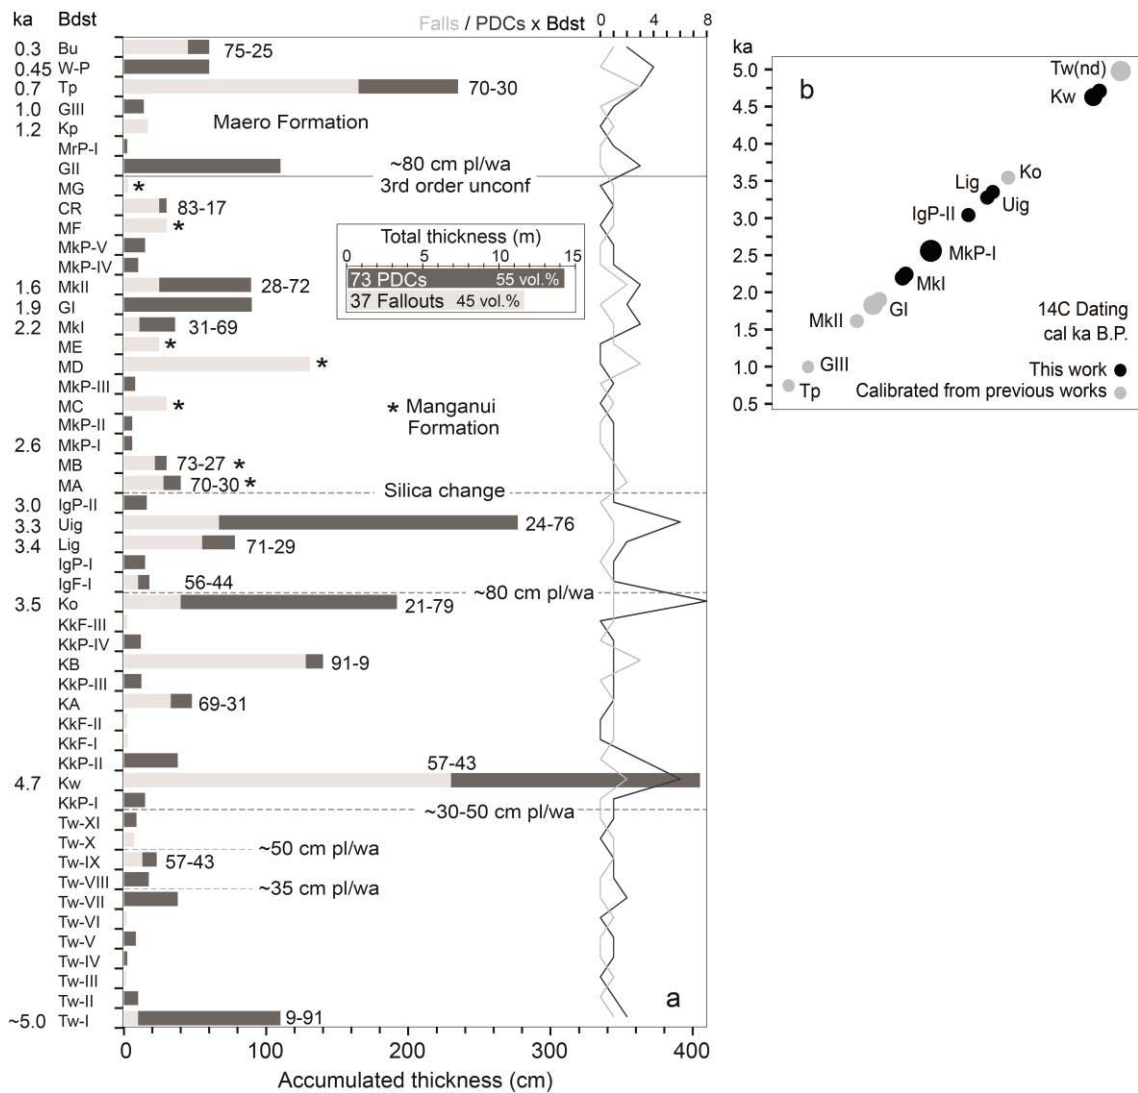 ka Bdst Falls / PDCs x Bdst 0 4 8
0.3 Bu 75-25
0.45 W-P
0.7 Tp 70-30
1.0 GIII
1.2 Kp Maero Formation
MrP-I
GII ~80 cm pl/wa
3rd order unconf
MG *
CR 83-17
MF *
MkP-V
MkP-IV
1.6 MkII 28-72
1.9 GI
2.2 MkI 31-69
ME *
MD *
MkP-III
MC * * Manganui
Formation
MkP-II
2.6 MkP-I
MB 73-27 *
MA 70-30 *
Silica change
3.0 IgP-II
3.3 Uig 24-76
3.4 Lig 71-29
IgP-I
IgF-I 56-44
~80 cm pl/wa
3.5 Ko 21-79
KkF-III
KkP-IV
KB 91-9
KkP-III
KA 69-31
KkF-II
KkF-I
KkP-II
57-43
4.7 Kw
KkP-I
~30-50 cm pl/wa
Tw-XI
Tw-X
~50 cm pl/wa
Tw-IX 57-43
Tw-VIII
~35 cm pl/wa
Tw-VII
Tw-VI
Tw-V
Tw-IV
Tw-III
Tw-II
a
~5.0 Tw-I 9-91
0 100 200 300 400
Accumulated thickness (cm)
Total thickness (m)
0 5 10 15
73 PDCs 55 vol.%
37 Fallouts 45 vol.%
ka
b
5.0 Tw(nd)
Kw
4.5
4.0
3.5 Ko
Lig
Uig
3.0 IgP-II
2.5 MkP-I
MkI
2.0
GI
MkII
1.5
14C Dating
cal ka B.P.
1.0 GIII
This work
Tp Calibrated from previous works
0.5